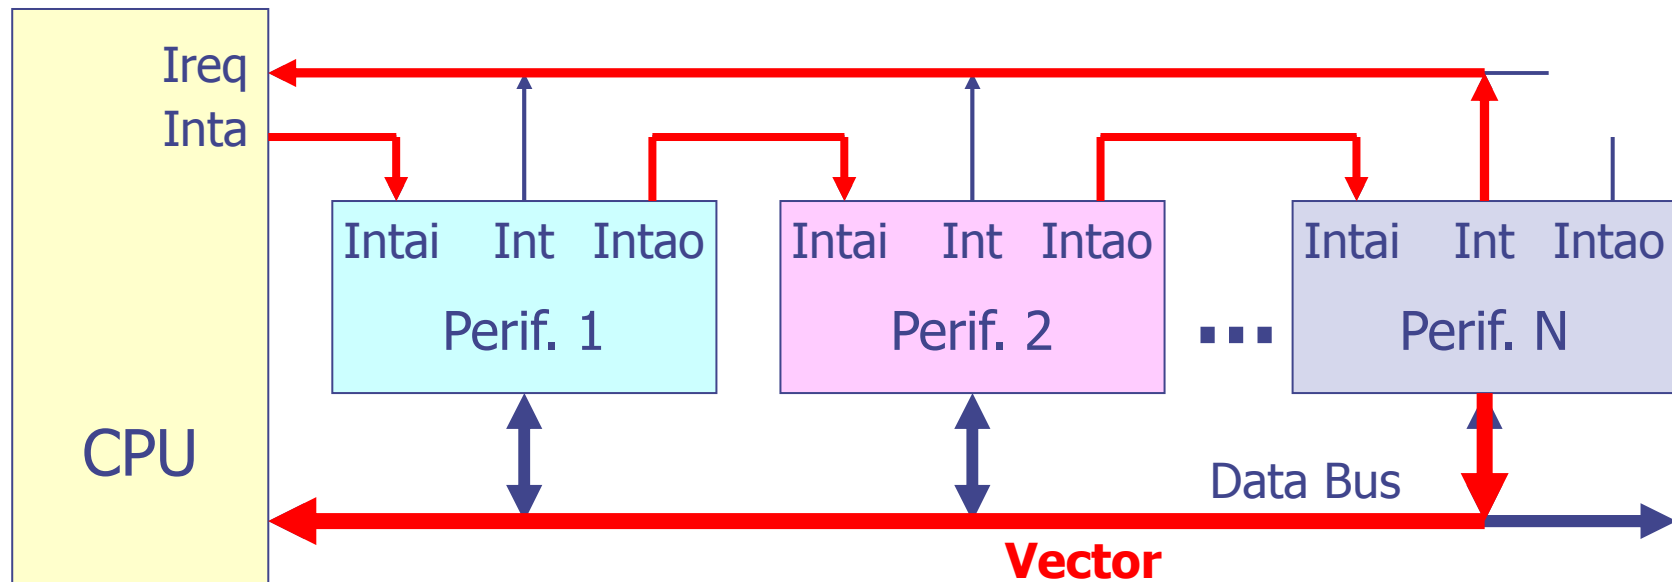 Ireq
Inta
Intai Int Intao
Intai Int Intao
Intai Int Intao
Perif. 1
Perif. 2
...
Perif. N
CPU
Data Bus
Vector